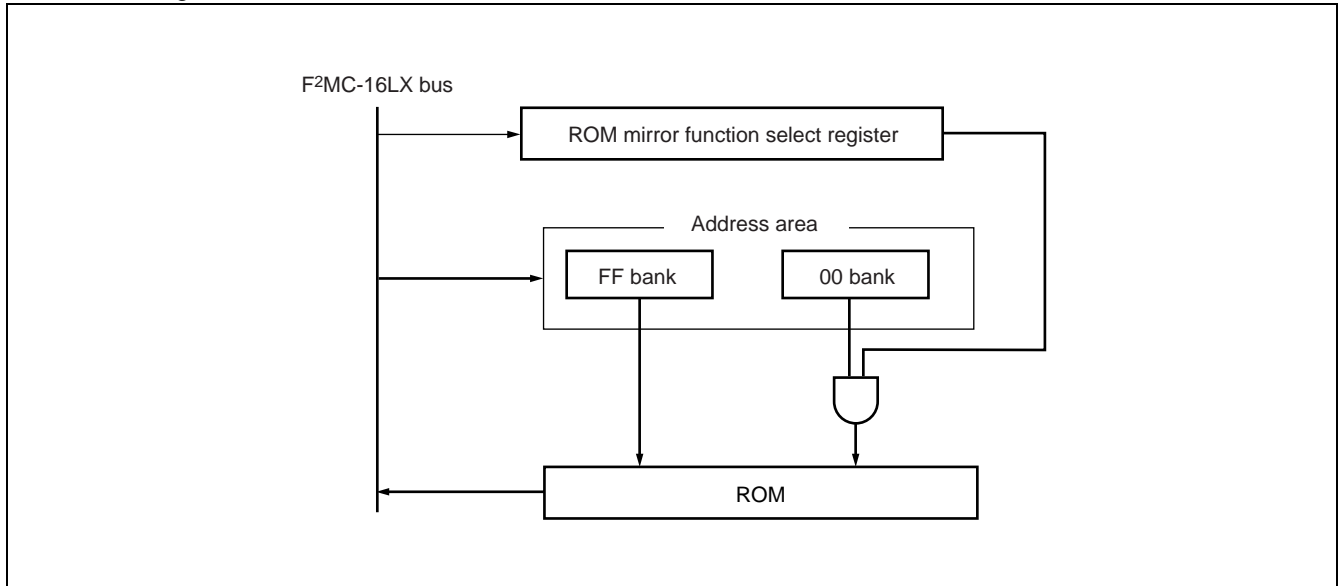 F²MC-16LX bus
ROM mirror function select register
Address area
FF bank
00 bank
ROM